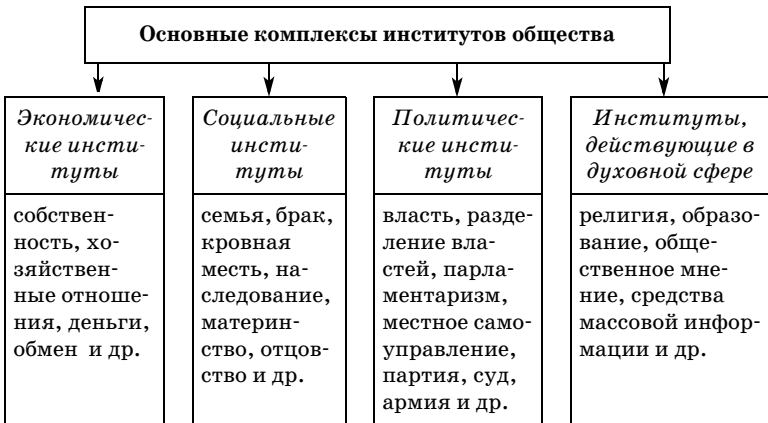 Основные комплексы институтов общества
Экономичес-
кие инсти-
туты
собствен-
ность, хо-
зяйствен-
ные отноше-
ния, деньги,
обмен и др.
Социальные
инсти-
туты
семья, брак,
кровная
месть, на-
следование,
материн-
ство, отцов-
ство и др.
Политичес-
кие инсти-
туты
власть, разде-
ление влас-
тей, парла-
ментаризм,
местное само-
управление,
партия, суд,
армия и др.
Институты,
действующие в
духовной сфере
религия, образо-
вание, обще-
ственное мне-
ние, средства
массовой инфор-
мации и др.